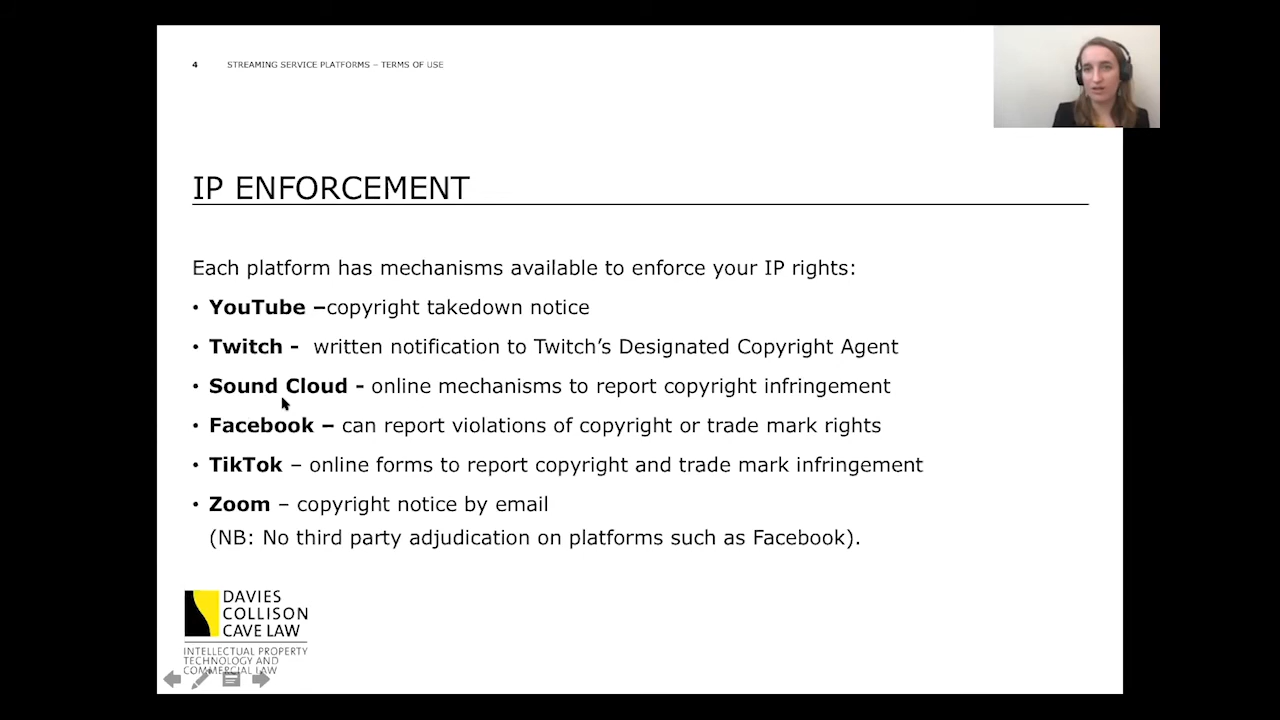 4 STREAMING SERVICE PLATFORMS – TERMS OF USE
IP ENFORCEMENT
Each platform has mechanisms available to enforce your IP rights:
• YouTube –copyright takedown notice
• Twitch - written notification to Twitch’s Designated Copyright Agent
• Sound Cloud - online mechanisms to report copyright infringement
• Facebook – can report violations of copyright or trade mark rights
• TikTok – online forms to report copyright and trade mark infringement
• Zoom – copyright notice by email
(NB: No third party adjudication on platforms such as Facebook).
DAVIES
COLLISON
CAVE LAW
INTELLECTUAL PROPERTY
TECHNOLOGY AND
COMMERCIAL LAW